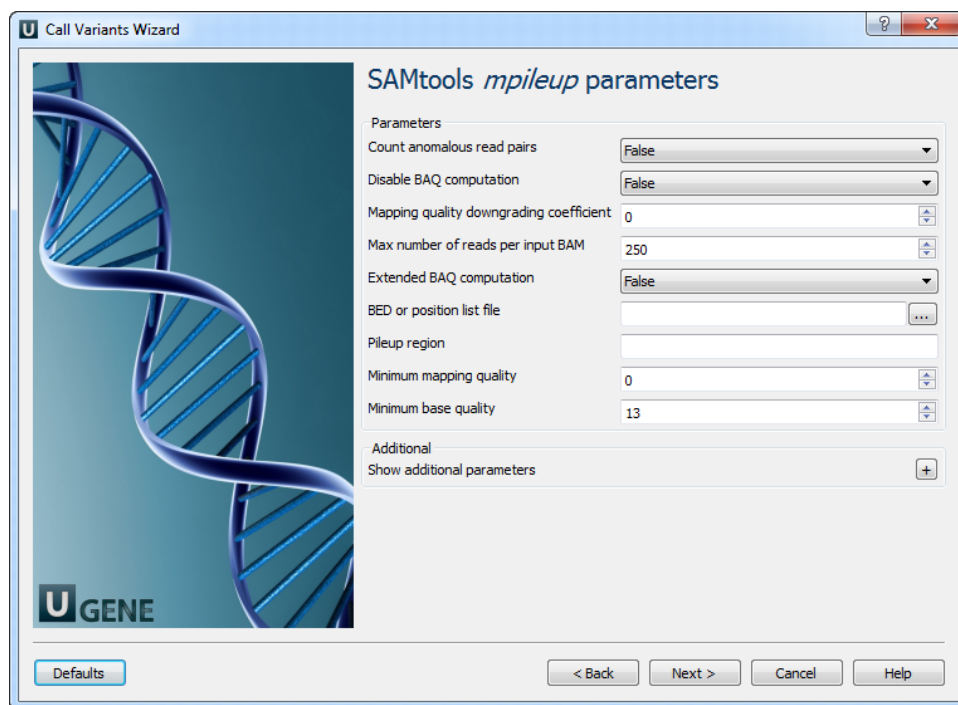 U Call Variants Wizard ? X
SAMtools mpileup parameters
Parameters
Count anomalous read pairs False
Disable BAQ computation False
Mapping quality downgrading coefficient 0
Max number of reads per input BAM 250
Extended BAQ computation False
BED or position list file ...
Pileup region
Minimum mapping quality 0
Minimum base quality 13
Additional
Show additional parameters +
U GENE
Defaults < Back Next > Cancel Help